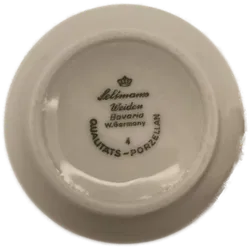 Seltmann
Weiden
Bavaria
W.Germany
4
QUALITÄTS-PORZELLAN